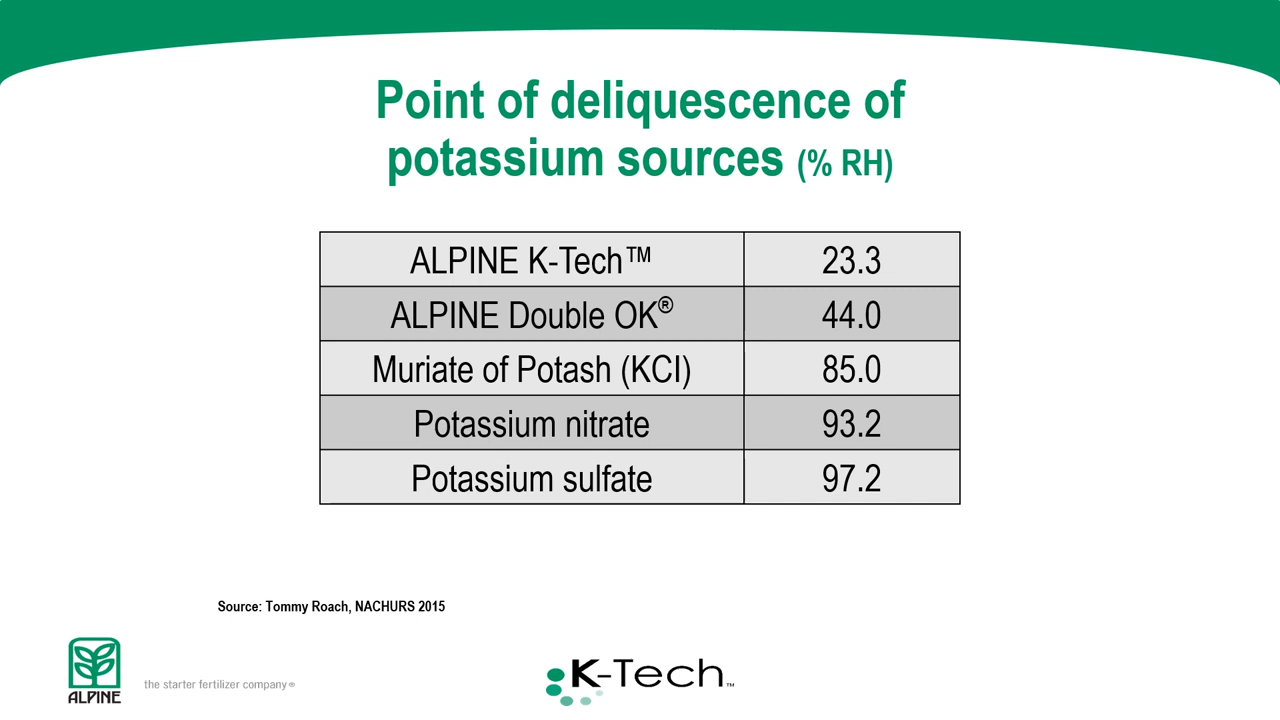 Point of deliquescence of
potassium sources (% RH)
ALPINE K-Tech™ 23.3
ALPINE Double OK® 44.0
Muriate of Potash (KCl) 85.0
Potassium nitrate 93.2
Potassium sulfate 97.2
Source: Tommy Roach, NACHURS 2015
ALPINE
the starter fertilizer company®
K-Tech™